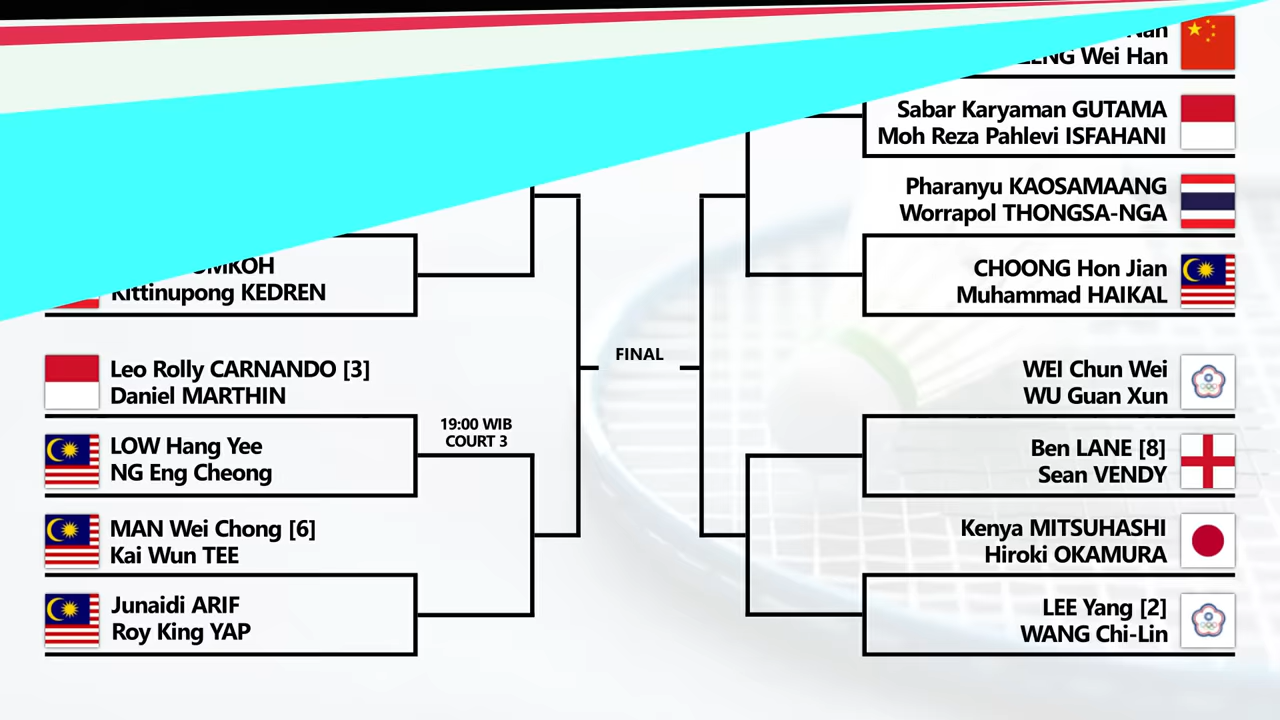 Wei Han
Sabar Karyaman GUTAMA
Moh Reza Pahlevi ISFAHANI
Pharanyu KAOSAMAANG
Worrapol THONGSA-NGA
Kittinupong KEDREN
CHOONG Hon Jian
Muhammad HAIKAL
FINAL
Leo Rolly CARNANDO [3]
Daniel MARTHIN
LOW Hang Yee
NG Eng Cheong
19:00 WIB
COURT 3
MAN Wei Chong [6]
Kai Wun TEE
Junaidi ARIF
Roy King YAP
WEI Chun Wei
WU Guan Xun
Ben LANE [8]
Sean VENDY
Kenya MITSUHASHI
Hiroki OKAMURA
LEE Yang [2]
WANG Chi-Lin